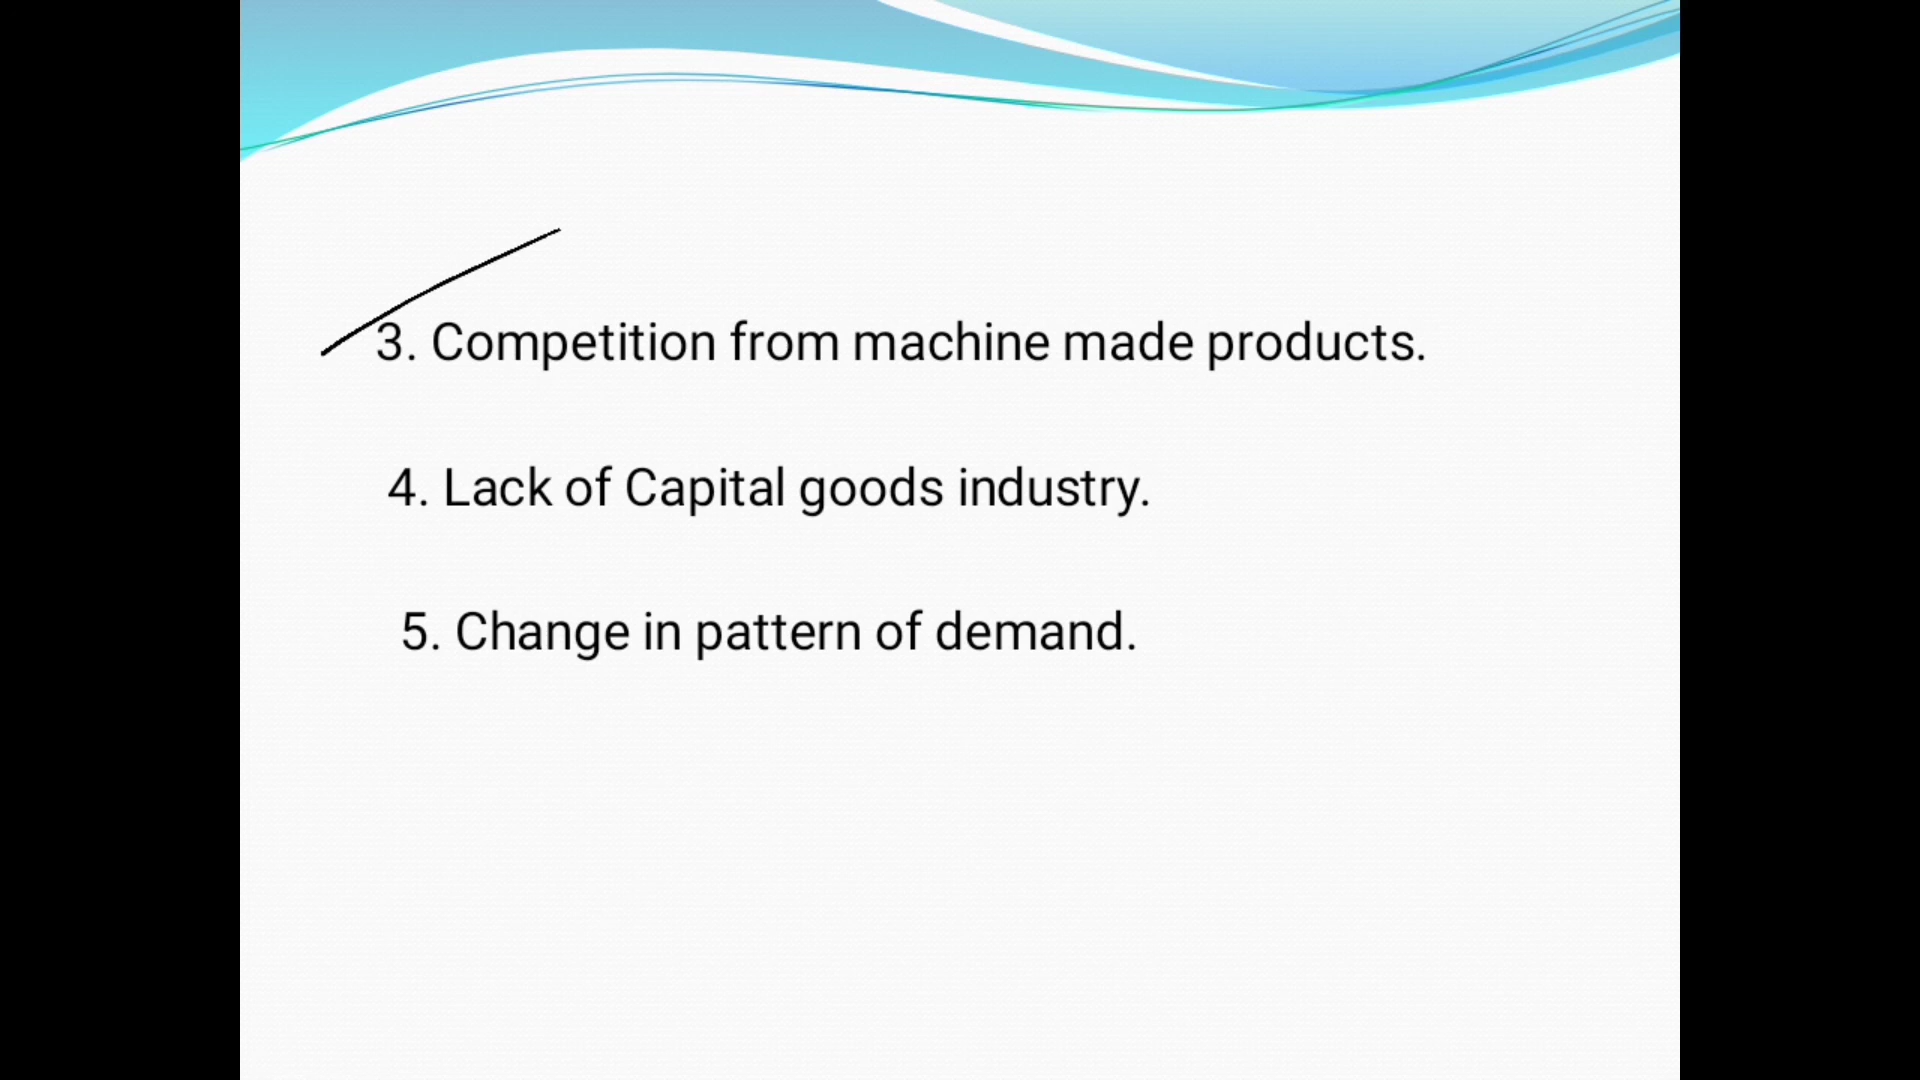 3. Competition from machine made products.
4. Lack of Capital goods industry.
5. Change in pattern of demand.